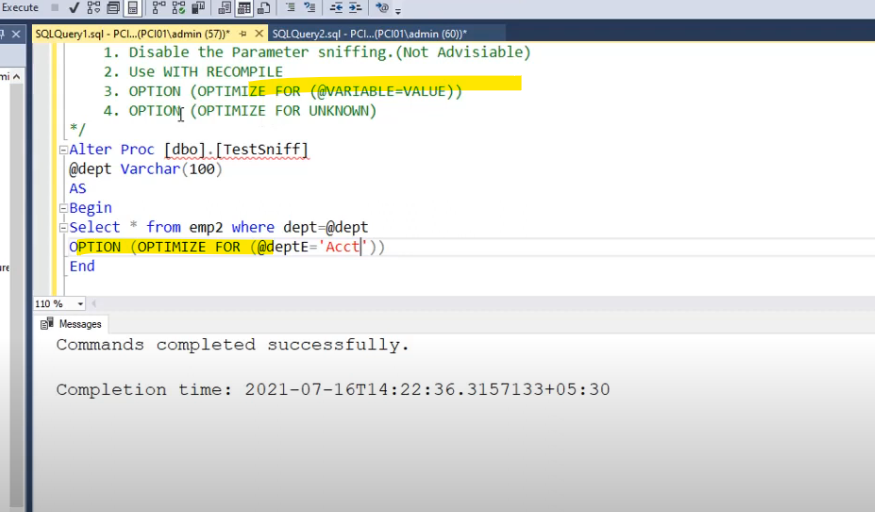 Execute
SQLQuery1.sql - PCI...(PCI01\admin (57))*
SQLQuery2.sql - PCI...(PCI01\admin (60))*
1. Disable the Parameter sniffing.(Not Advisiable)
2. Use WITH RECOMPILE
3. OPTION (OPTIMIZE FOR (@VARIABLE=VALUE))
4. OPTION (OPTIMIZE FOR UNKNOWN)
*/
Alter Proc [dbo].[TestSniff]
@dept Varchar(100)
AS
Begin
Select * from emp2 where dept=@dept
OPTION (OPTIMIZE FOR (@deptE='Acct'))
End
110 %
Messages
Commands completed successfully.
Completion time: 2021-07-16T14:22:36.3157133+05:30